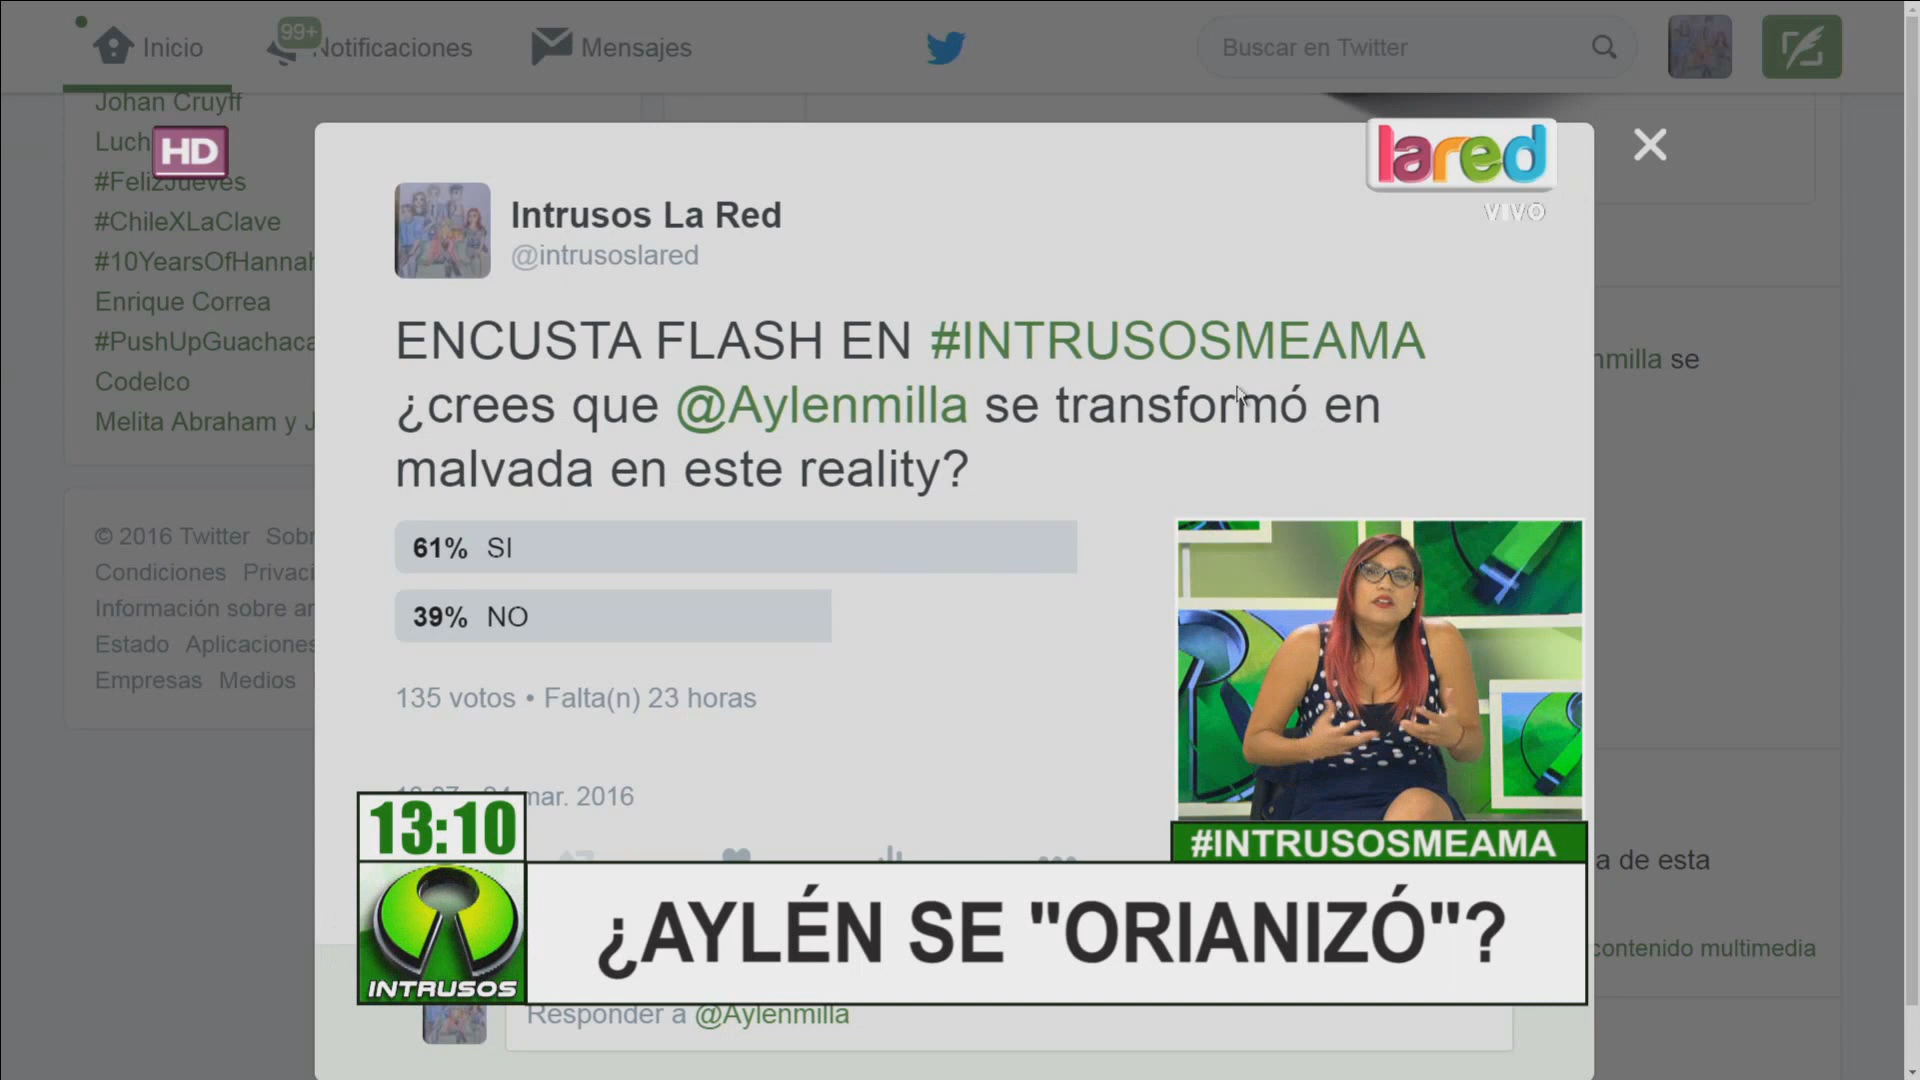 Inicio
99+
Notificaciones
Mensajes
Buscar en Twitter
Johan Cruyff
Luch
HD
#FelizJueves
#ChileXLaClave
#10YearsOfHannah
Enrique Correa
#PushUpGuachaca
Codelco
Melita Abraham y J
© 2016 Twitter Sobr
Condiciones Privaci
Información sobre an
Estado Aplicaciones
Empresas Medios
lared
VIVO
Intrusos La Red
@intrusoslared
ENCUSTA FLASH EN #INTRUSOSMEAMA
¿crees que @Aylenmilla se transformó en
malvada en este reality?
61% SI
39% NO
135 votos • Falta(n) 23 horas
mar. 2016
nmilla se
a de esta
contenido multimedia
13:10
INTRUSOS
#INTRUSOSMEAMA
¿AYLÉN SE "ORIANIZÓ"?
Responder a @Aylenmilla